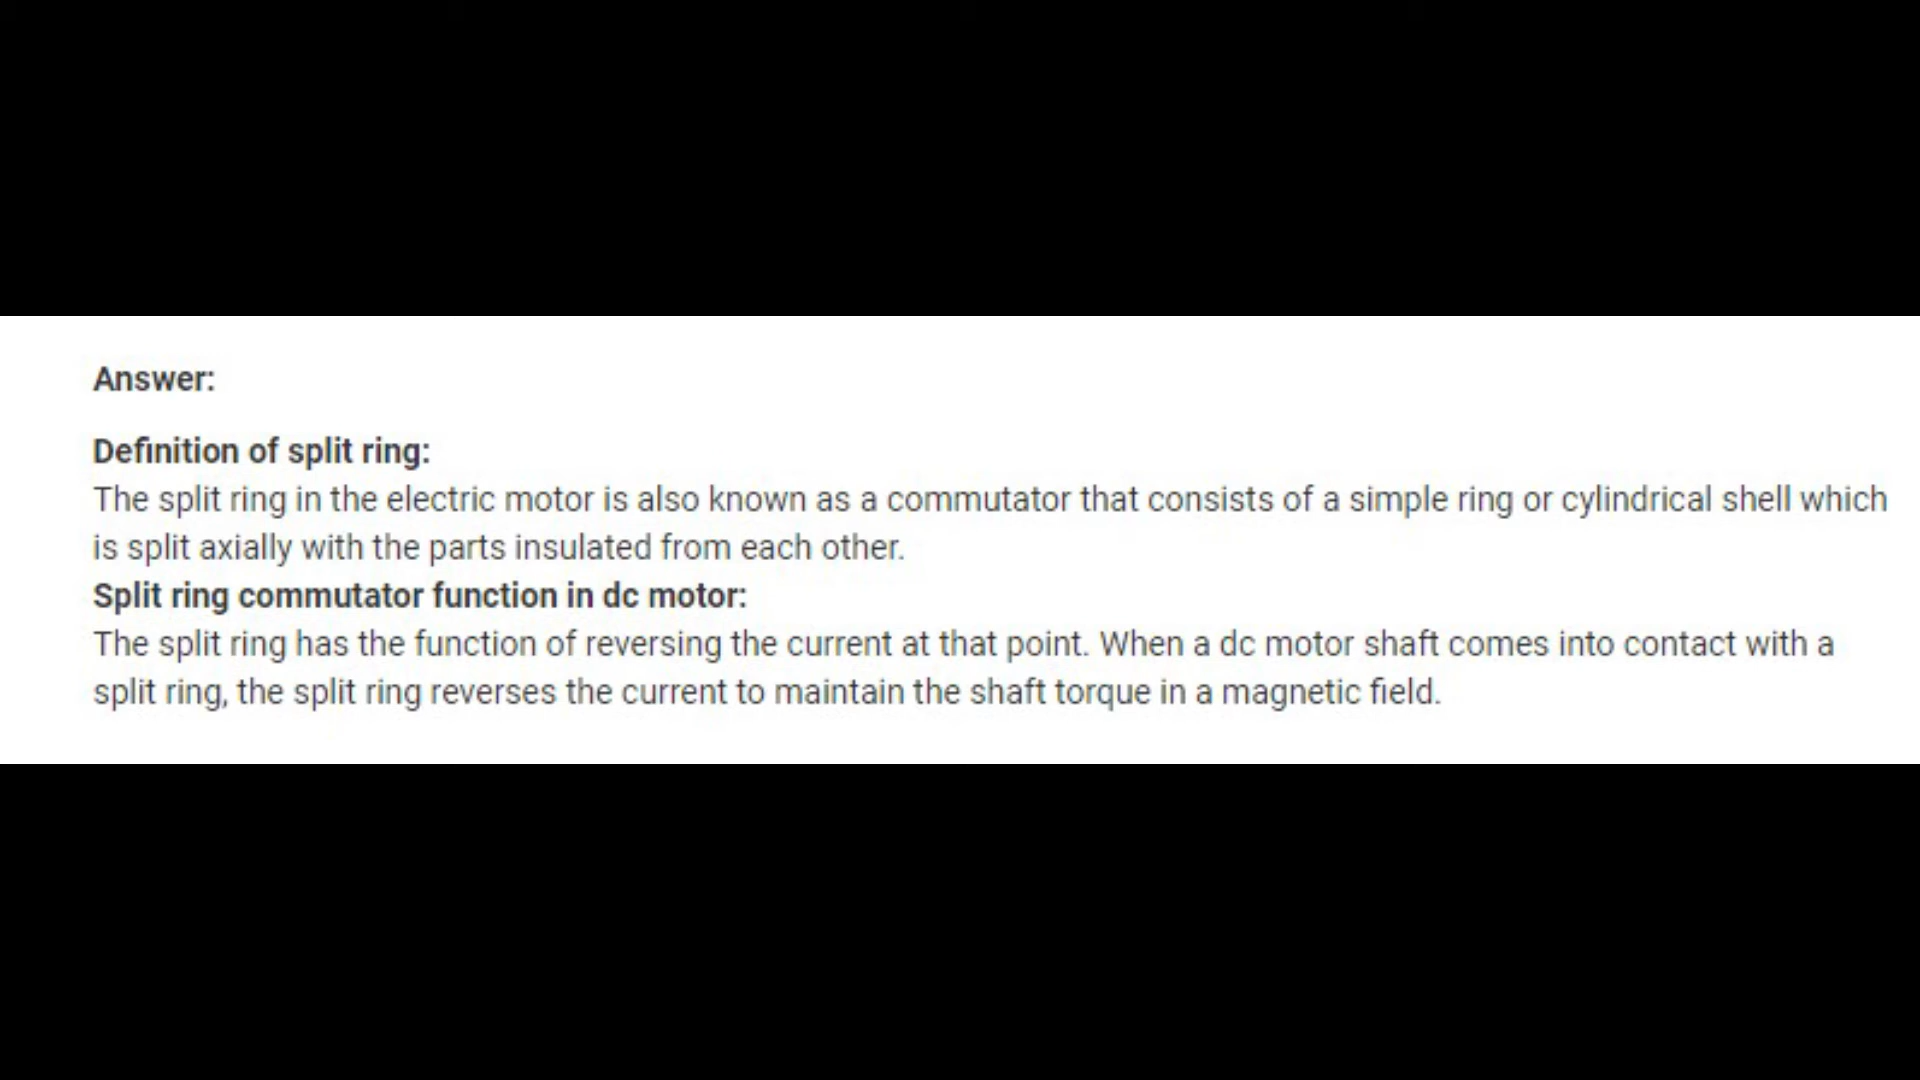 Answer:
Definition of split ring:
The split ring in the electric motor is also known as a commutator that consists of a simple ring or cylindrical shell which
is split axially with the parts insulated from each other.
Split ring commutator function in dc motor:
The split ring has the function of reversing the current at that point. When a dc motor shaft comes into contact with a
split ring, the split ring reverses the current to maintain the shaft torque in a magnetic field.